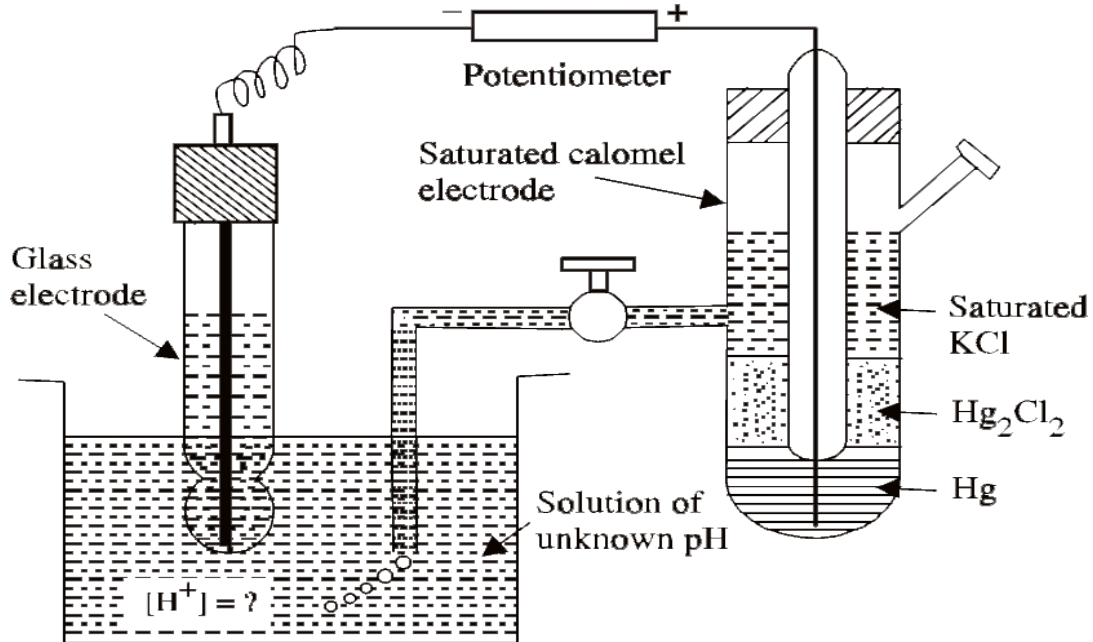 − +
Potentiometer
Saturated calomel
electrode
Glass
electrode
Saturated
KCl
Hg₂Cl₂
Hg
Solution of
unknown pH
[H⁺] = ?